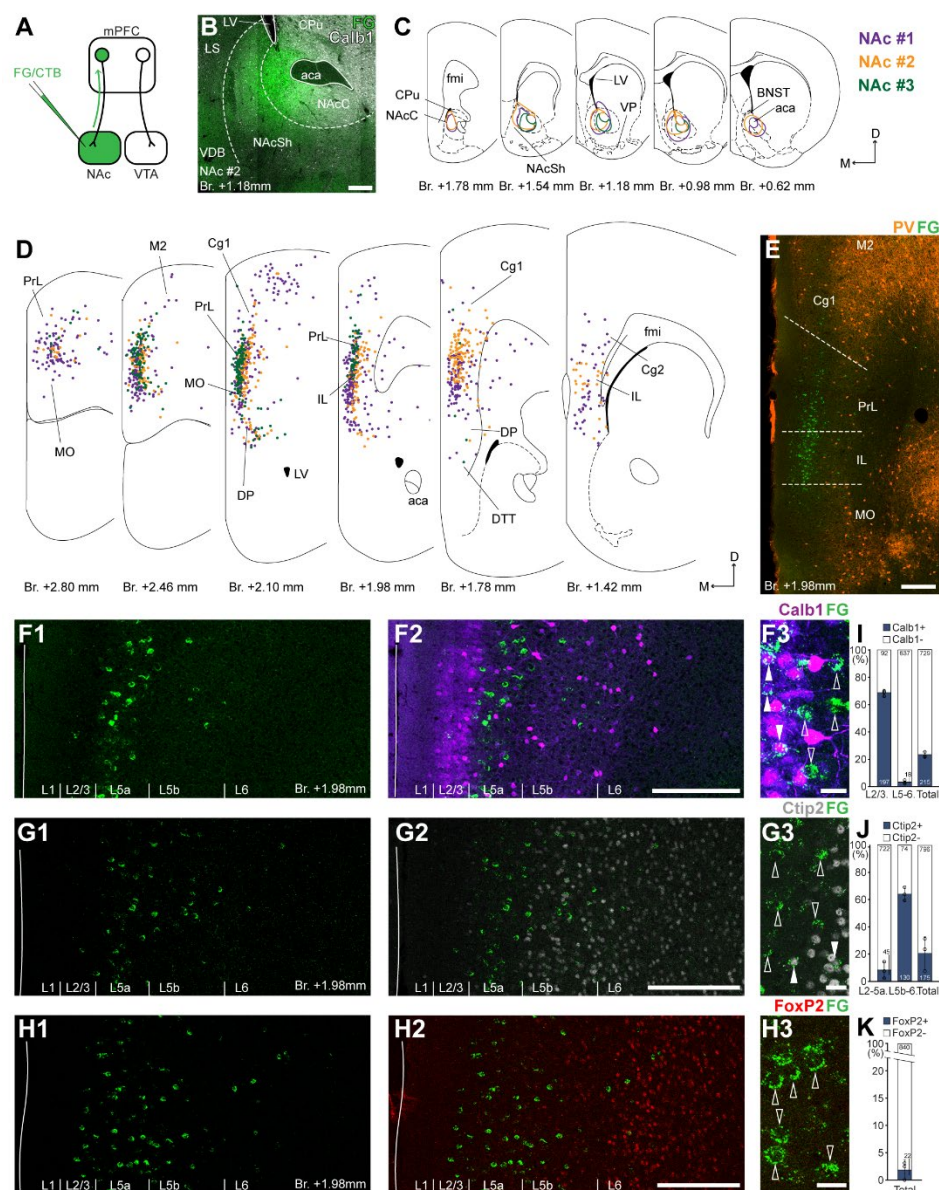 A
mPFC
FG/CTB
NAc
VTA
B
LV
FG
Calb1
CPu
LS
aca
NAcC
NAcSh
VDB
NAc #2
Br. +1.18mm
C
NAc #1
NAc #2
NAc #3
fmi
CPu
NAcC
LV
VP
BNST
aca
NAcSh
D
M
Br. +1.78 mm
Br. +1.54 mm
Br. +1.18 mm
Br. +0.98 mm
Br. +0.62 mm
D
PrL
M2
Cg1
Cg1
PrL
MO
PrL
IL
fmi
Cg2
IL
MO
DP
LV
aca
DP
DTT
D
M
Br. +2.80 mm
Br. +2.46 mm
Br. +2.10 mm
Br. +1.98 mm
Br. +1.78 mm
Br. +1.42 mm
PV FG
E
M2
Cg1
PrL
IL
MO
Br. +1.98mm
F1
L1 L2/3 L5a L5b L6 Br. +1.98mm
F2
L1 L2/3 L5a L5b L6
Calb1 FG
F3
I
Calb1+
Calb1-
92 637 729
100
(%)
80
60
40
20
0
197 18 215
L2/3. L5-6. Total
G1
L1 L2/3 L5a L5b L6 Br. +1.98mm
G2
L1 L2/3 L5a L5b L6
Ctip2 FG
G3
J
Ctip2+
Ctip2-
722 74 796
100
(%)
80
60
40
20
0
45 130 175
L2-5a. L5b-6. Total
H1
L1 L2/3 L5a L5b L6 Br. +1.98mm
H2
L1 L2/3 L5a L5b L6
FoxP2 FG
H3
K
FoxP2+
FoxP2-
840
100
(%)
20
15
10
5
0
22
Total